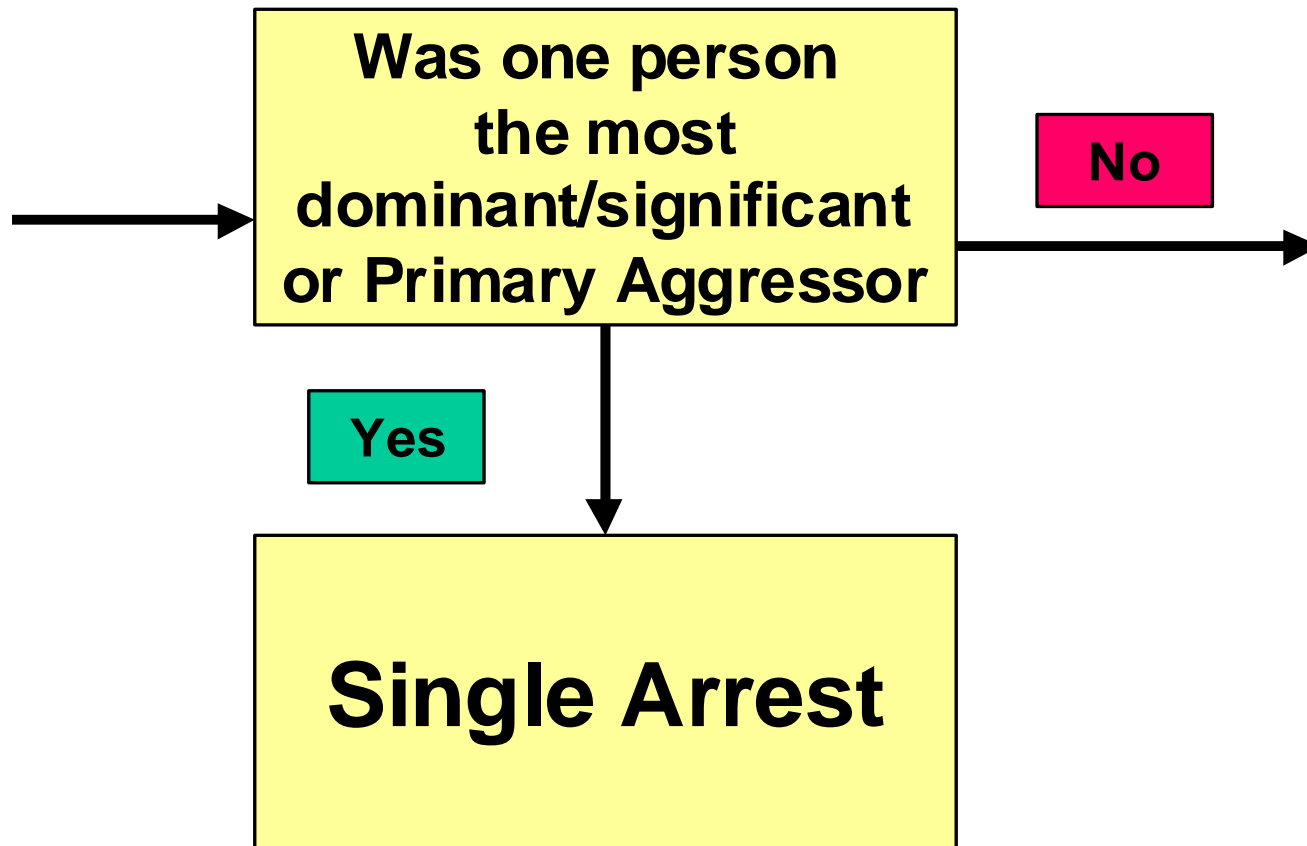 Was one person
the most
dominant/significant
or Primary Aggressor
No
Yes
Single Arrest